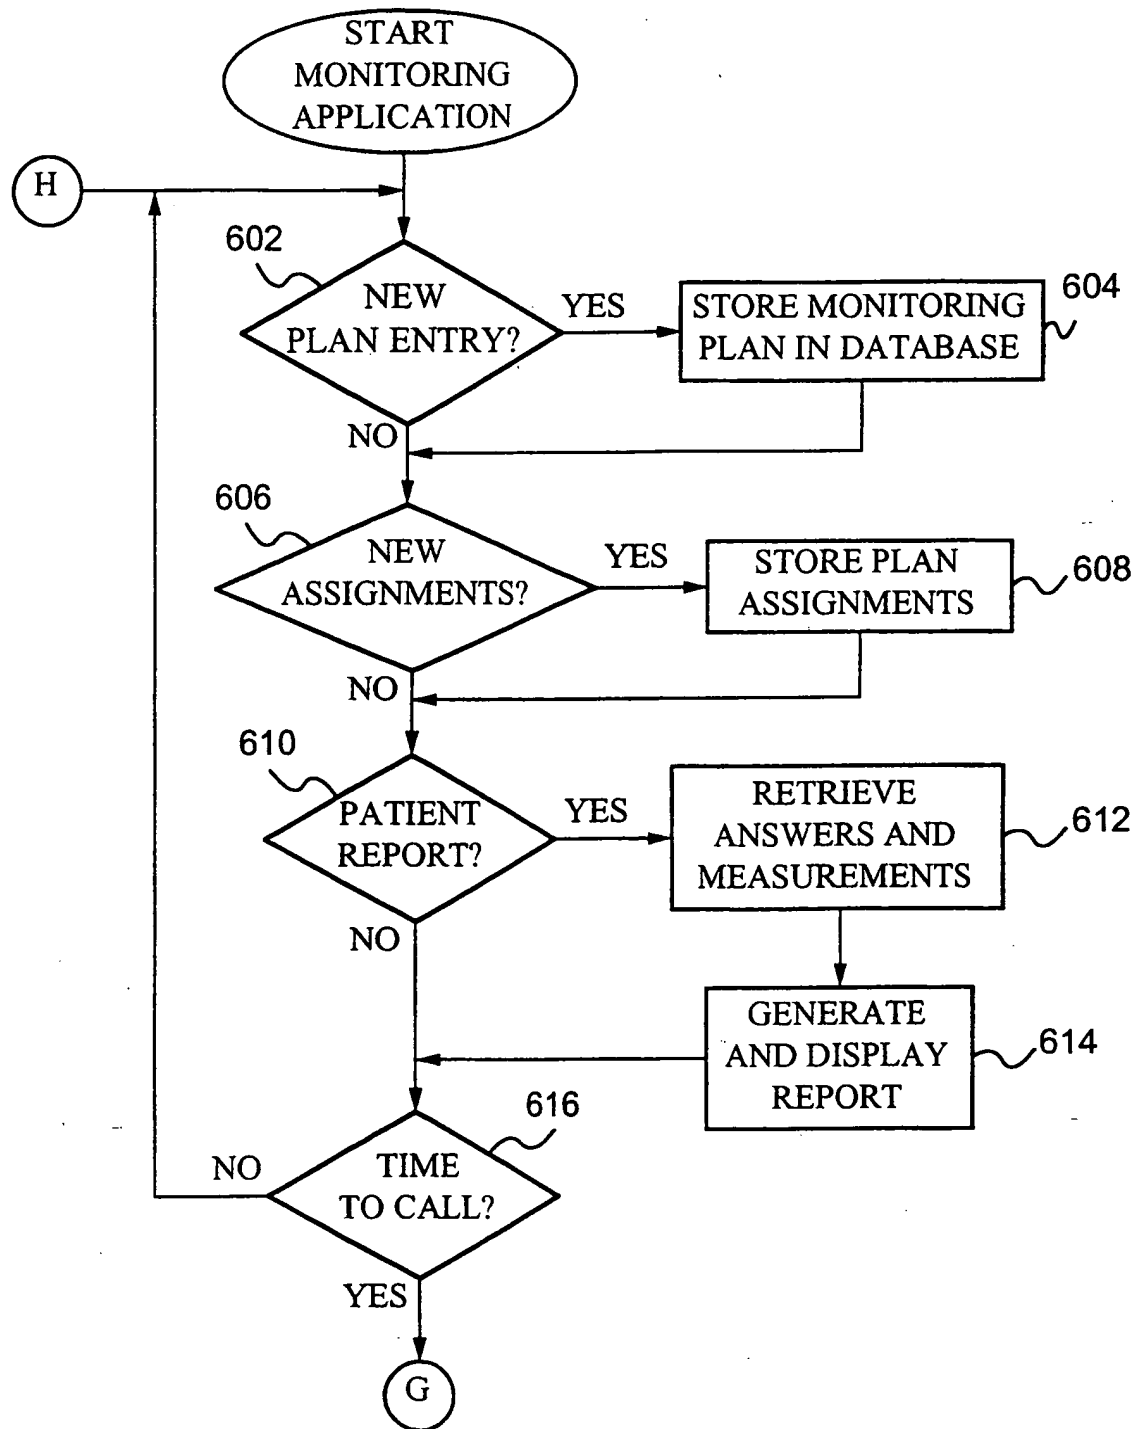 START
MONITORING
APPLICATION
H
602
NEW
PLAN ENTRY?
YES
STORE MONITORING
PLAN IN DATABASE
604
NO
606
NEW
ASSIGNMENTS?
YES
STORE PLAN
ASSIGNMENTS
608
NO
610
PATIENT
REPORT?
YES
RETRIEVE
ANSWERS AND
MEASUREMENTS
612
NO
GENERATE
AND DISPLAY
REPORT
614
616
TIME
TO CALL?
NO
YES
G